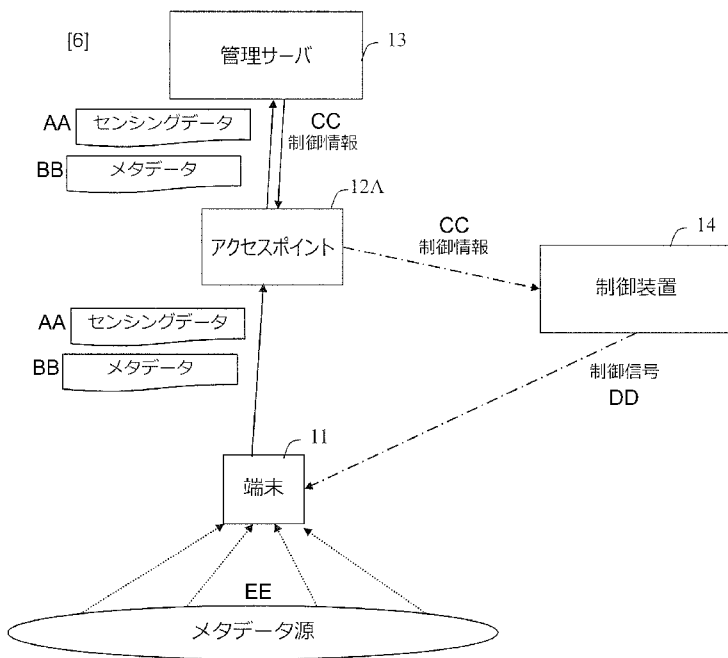 [6]
管理サーバ
13
AA センシングデータ
CC
制御情報
BB メタデータ
12A
アクセスポイント
CC
制御情報
14
制御装置
AA センシングデータ
BB メタデータ
制御信号
DD
11
端末
EE
メタデータ源